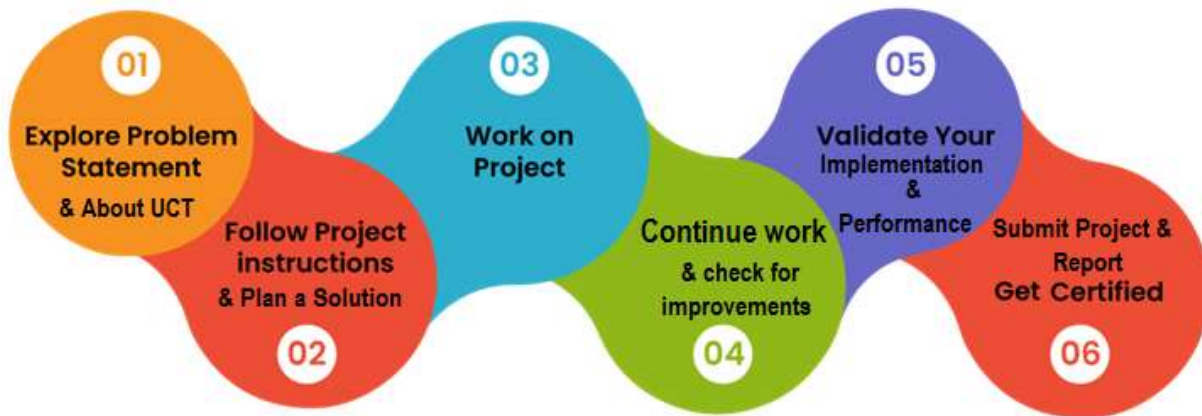 01
Explore Problem
Statement
& About UCT
Follow Project
instructions
& Plan a Solution
02
03
Work on
Project
Continue work
& check for
improvements
04
05
Validate Your
Implementation
&
Performance
Submit Project &
Report
Get Certified
06